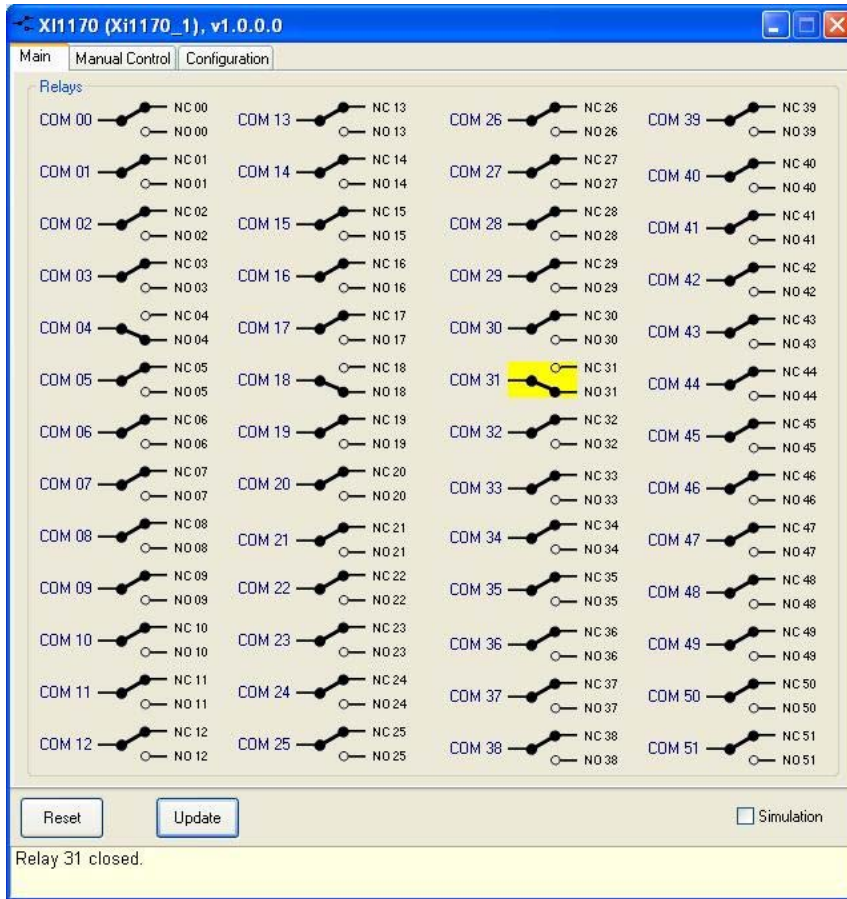 XI1170 (Xi1170_1), v1.0.0.0
Main Manual Control Configuration
Relays
COM 00 NC 00 NO 00
COM 01 NC 01 NO 01
COM 02 NC 02 NO 02
COM 03 NC 03 NO 03
COM 04 NC 04 NO 04
COM 05 NC 05 NO 05
COM 06 NC 06 NO 06
COM 07 NC 07 NO 07
COM 08 NC 08 NO 08
COM 09 NC 09 NO 09
COM 10 NC 10 NO 10
COM 11 NC 11 NO 11
COM 12 NC 12 NO 12
COM 13 NC 13 NO 13
COM 14 NC 14 NO 14
COM 15 NC 15 NO 15
COM 16 NC 16 NO 16
COM 17 NC 17 NO 17
COM 18 NC 18 NO 18
COM 19 NC 19 NO 19
COM 20 NC 20 NO 20
COM 21 NC 21 NO 21
COM 22 NC 22 NO 22
COM 23 NC 23 NO 23
COM 24 NC 24 NO 24
COM 25 NC 25 NO 25
COM 26 NC 26 NO 26
COM 27 NC 27 NO 27
COM 28 NC 28 NO 28
COM 29 NC 29 NO 29
COM 30 NC 30 NO 30
COM 31 NC 31 NO 31
COM 32 NC 32 NO 32
COM 33 NC 33 NO 33
COM 34 NC 34 NO 34
COM 35 NC 35 NO 35
COM 36 NC 36 NO 36
COM 37 NC 37 NO 37
COM 38 NC 38 NO 38
COM 39 NC 39 NO 39
COM 40 NC 40 NO 40
COM 41 NC 41 NO 41
COM 42 NC 42 NO 42
COM 43 NC 43 NO 43
COM 44 NC 44 NO 44
COM 45 NC 45 NO 45
COM 46 NC 46 NO 46
COM 47 NC 47 NO 47
COM 48 NC 48 NO 48
COM 49 NC 49 NO 49
COM 50 NC 50 NO 50
COM 51 NC 51 NO 51
Reset Update Simulation
Relay 31 closed.